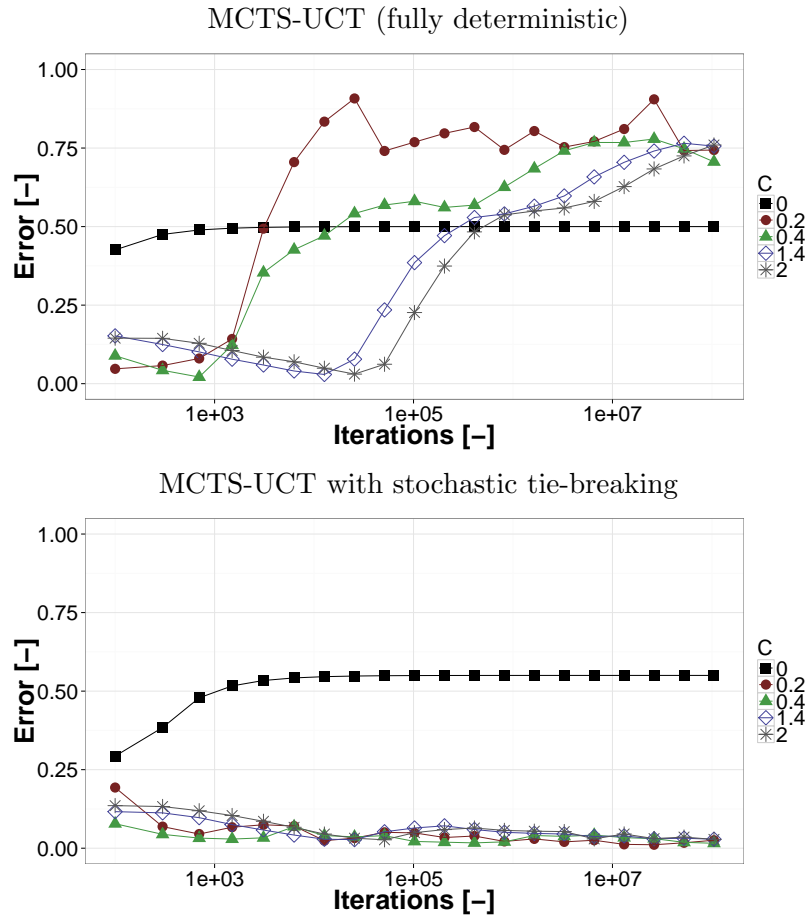 MCTS-UCT (fully deterministic)
1.00
0.75
0.50
0.25
0.00
Error [–]
1e+03
1e+05
1e+07
Iterations [–]
C
0
0.2
0.4
1.4
2
MCTS-UCT with stochastic tie-breaking
1.00
0.75
0.50
0.25
0.00
Error [–]
1e+03
1e+05
1e+07
Iterations [–]
C
0
0.2
0.4
1.4
2